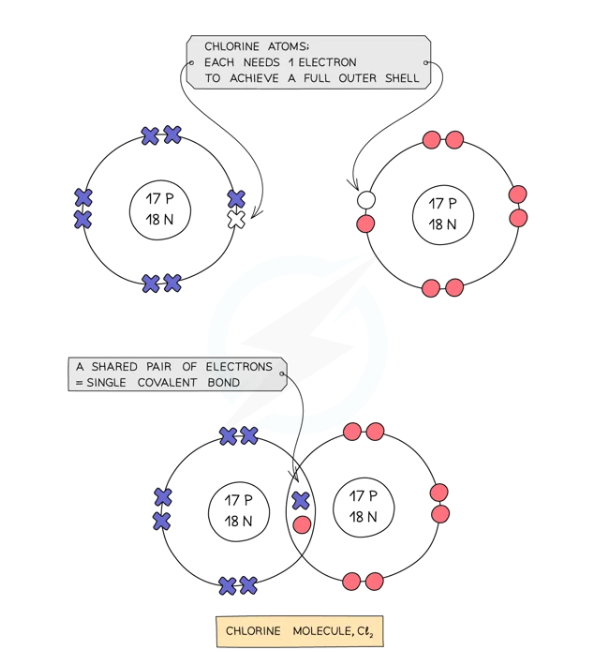 CHLORINE ATOMS;
EACH NEEDS 1 ELECTRON
TO ACHIEVE A FULL OUTER SHELL
17 P
18 N
17 P
18 N
A SHARED PAIR OF ELECTRONS
= SINGLE COVALENT BOND
17 P
18 N
17 P
18 N
CHLORINE MOLECULE, Cℓ₂